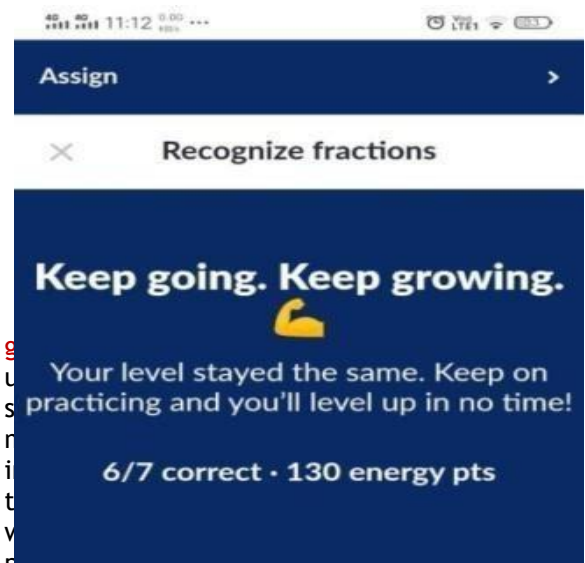 11:12
Assign
Recognize fractions
Keep going. Keep growing.
Your level stayed the same. Keep on
practicing and you'll level up in no time!
6/7 correct · 130 energy pts